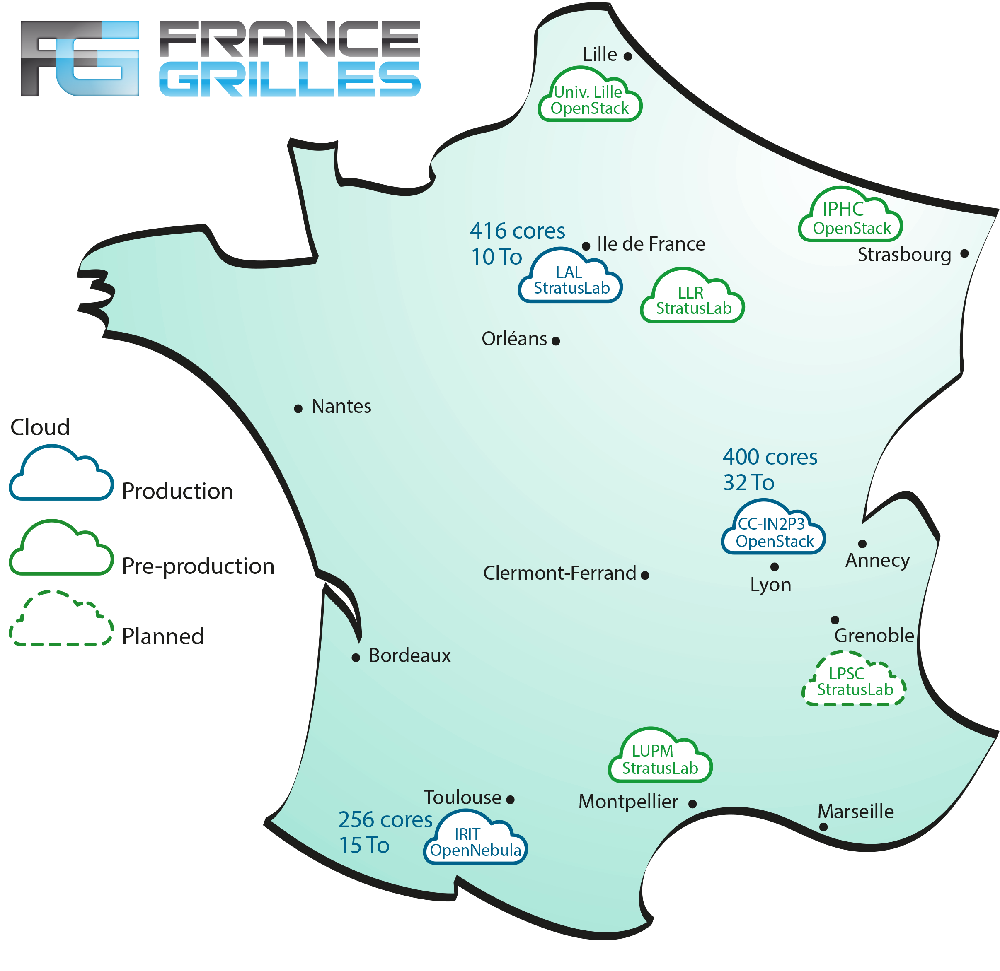 FG FRANCE
GRILLES
Lille
Univ. Lille
OpenStack
IPHC
OpenStack
Strasbourg
416 cores
10 To
Ile de France
LAL
StratusLab
LLR
StratusLab
Orléans
Nantes
Cloud
Production
Pre-production
Planned
400 cores
32 To
CC-IN2P3
OpenStack
Annecy
Clermont-Ferrand
Lyon
Grenoble
LPSC
StratusLab
Bordeaux
LUPM
StratusLab
Toulouse
Montpellier
Marseille
256 cores
15 To
IRIT
OpenNebula